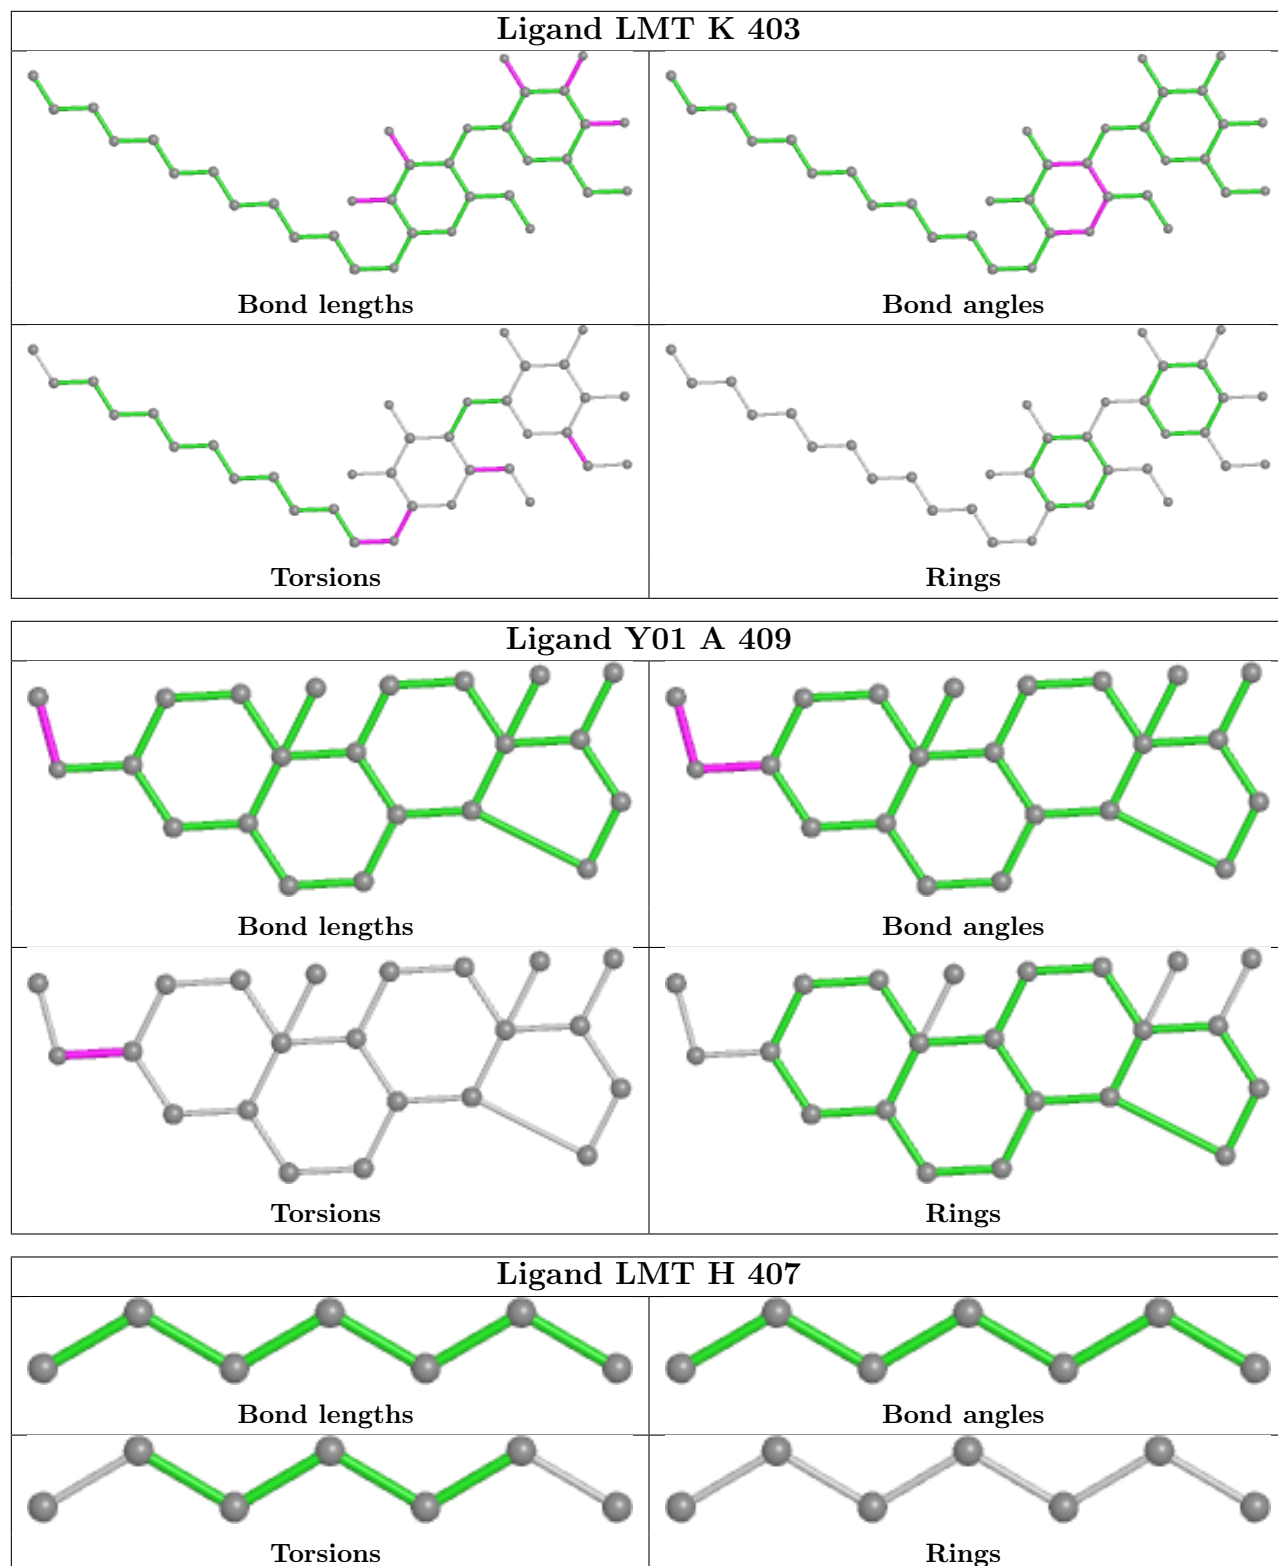 Ligand LMT K 403
Bond lengths
Bond angles
Torsions
Rings
Ligand Y01 A 409
Bond lengths
Bond angles
Torsions
Rings
Ligand LMT H 407
Bond lengths
Bond angles
Torsions
Rings